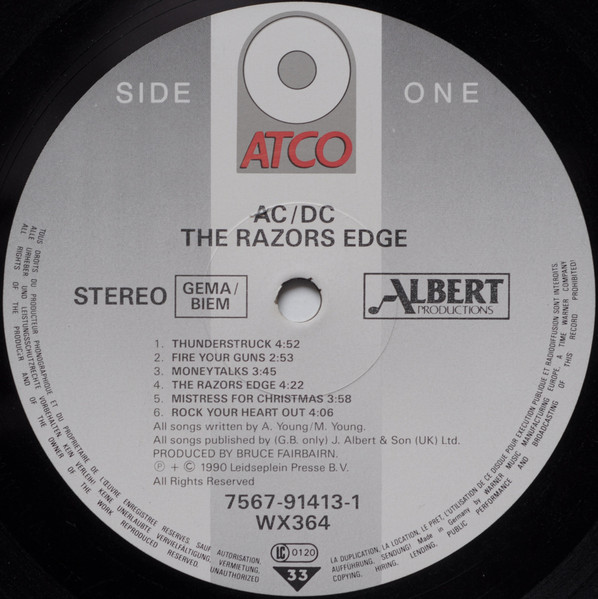 SIDE ONE
ATCO
AC/DC
THE RAZORS EDGE
STEREO
GEMA/
BIEM
ALBERT
PRODUCTIONS
1. THUNDERSTRUCK 4:52
2. FIRE YOUR GUNS 2:53
3. MONEYTALKS 3:45
4. THE RAZORS EDGE 4:22
5. MISTRESS FOR CHRISTMAS 3:58
6. ROCK YOUR HEART OUT 4:06
All songs written by A. Young/M. Young.
All songs published by (G.B. only) J. Albert & Son (UK) Ltd.
PRODUCED BY BRUCE FAIRBAIRN.
Ⓟ + © 1990 Leidseplein Presse B.V.
All Rights Reserved
7567-91413-1
WX364
LC 0120
33
TOUS DROITS DU PRODUCTEUR PHONOGRAPHIQUE ET DU PROPRIETAIRE DE L'ŒUVRE ENREGISTREE RESERVES. SAUF AUTORISATION,
LA DUPLICATION, LA LOCATION, LE PRET, L'UTILISATION DE CE DISQUE POUR EXECUTION PUBLIQUE ET RADIODIFFUSION SONT INTERDITS.
ALLE URHEBER- UND LEISTUNGSSCHUTZRECHTE VORBEHALTEN. KEIN VERLEIH! KEINE UNERLAUBTE VERVIELFÄLTIGUNG, VERMIETUNG,
AUFFÜHRUNG, SENDUNG! Made in Germany by WARNER MUSIC MANUFACTURING EUROPE. A TIME WARNER COMPANY
ALL RIGHTS OF THE PRODUCER AND OF THE OWNER OF THE WORK REPRODUCED RESERVED. UNAUTHORIZED
COPYING, HIRING, LENDING, PUBLIC PERFORMANCE AND BROADCASTING OF THIS RECORD PROHIBITED!